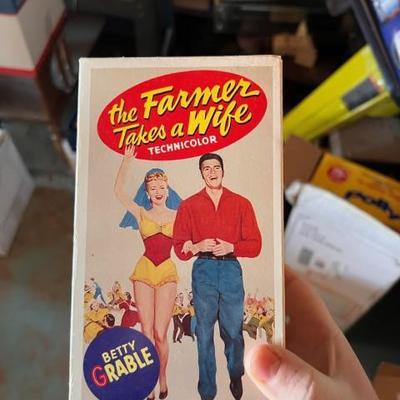 the Farmer
Takes a Wife
TECHNICOLOR
BETTY
GRABLE